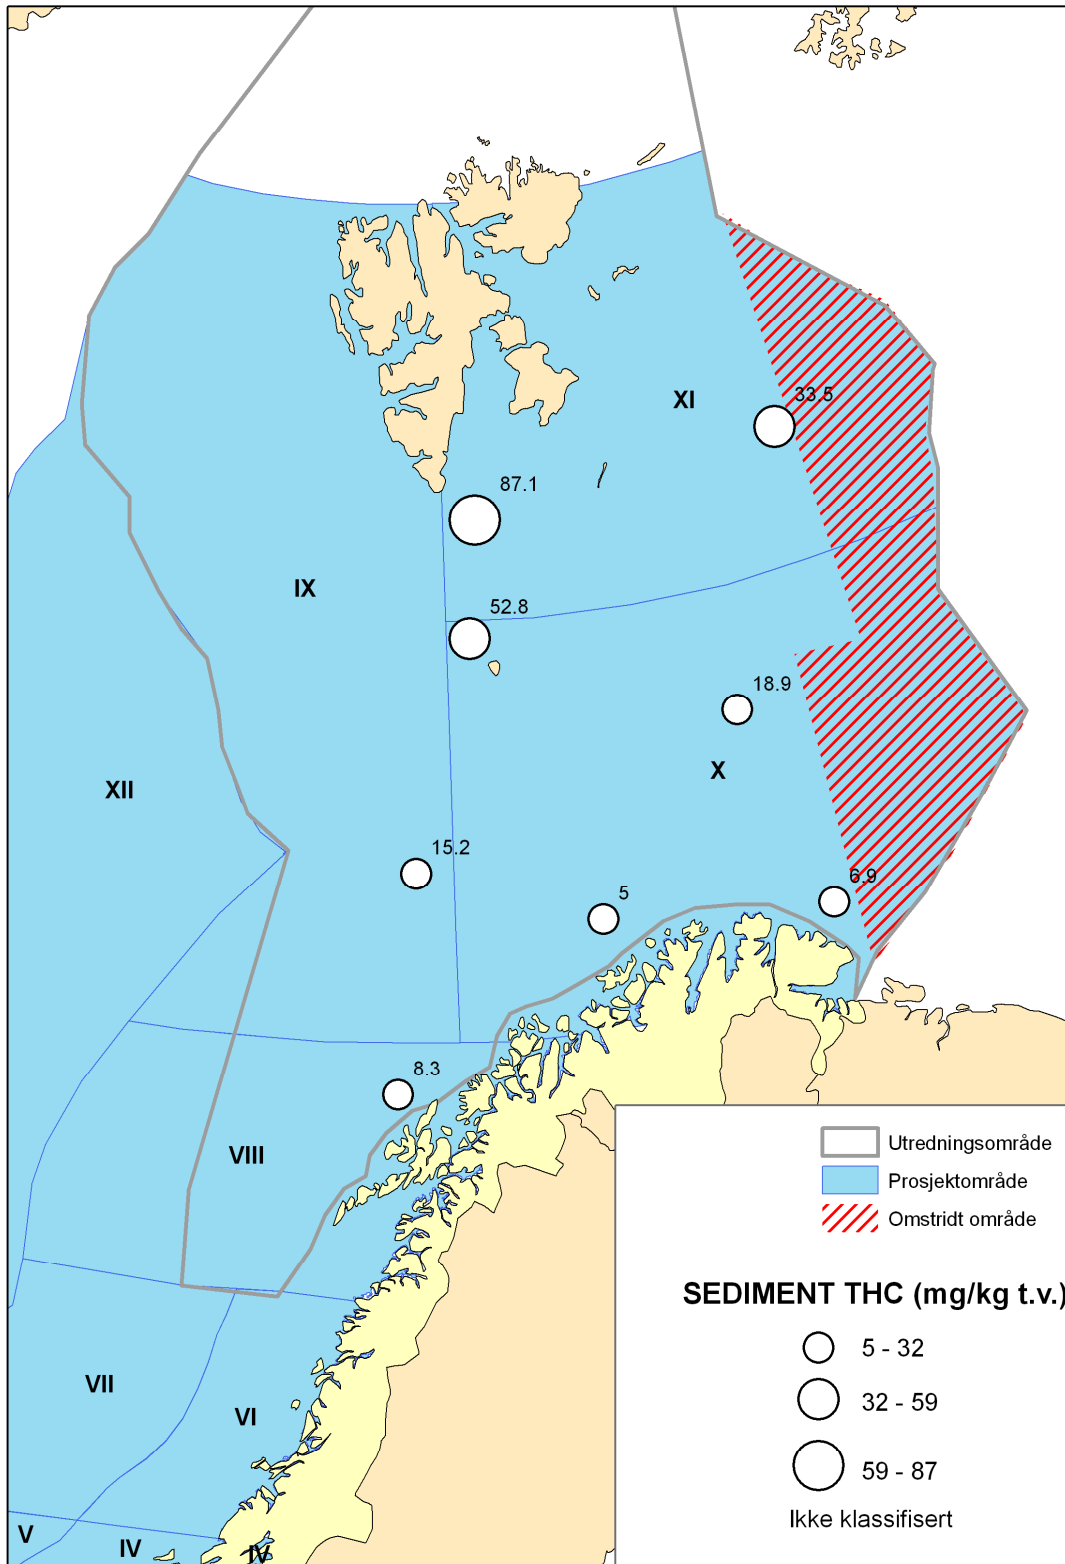 33.5
XI
87.1
IX
52.8
18.9
X
XII
15.2
6.9
5
8.3
VIII
Utredningsområde
Prosjektområde
Omstridt område
SEDIMENT THC (mg/kg t.v.)
5 - 32
32 - 59
59 - 87
Ikke klassifisert
VII
VI
V
IV
IV